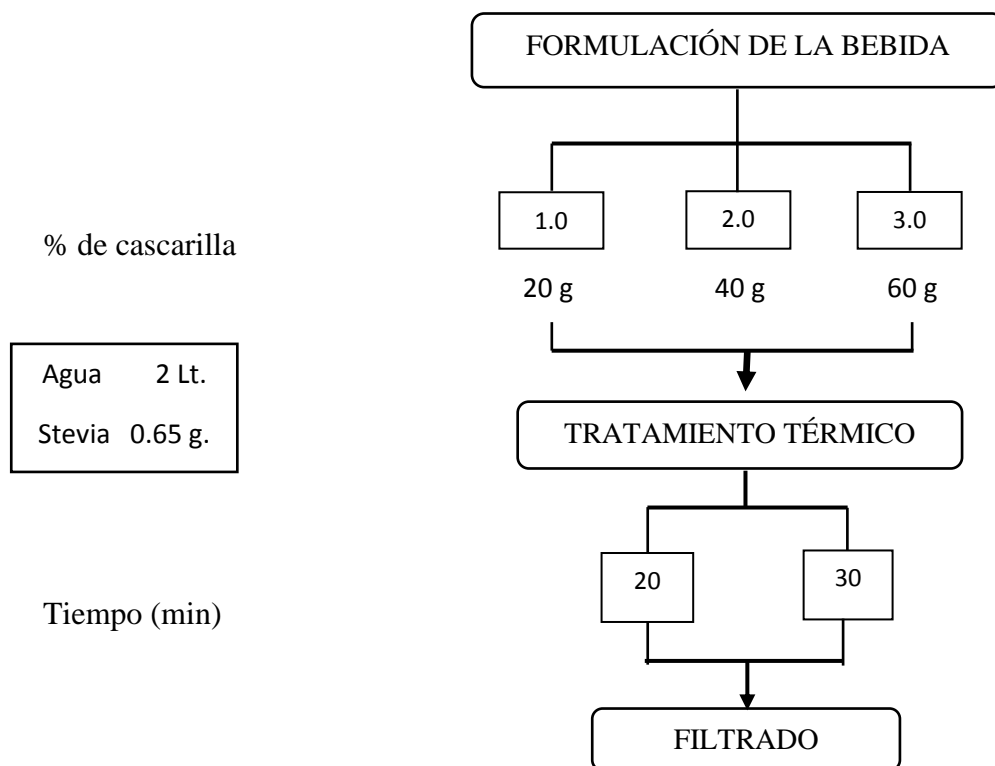 FORMULACIÓN DE LA BEBIDA
% de cascarilla
1.0 2.0 3.0
20 g 40 g 60 g
Agua 2 Lt.
Stevia 0.65 g.
TRATAMIENTO TÉRMICO
Tiempo (min)
20 30
FILTRADO